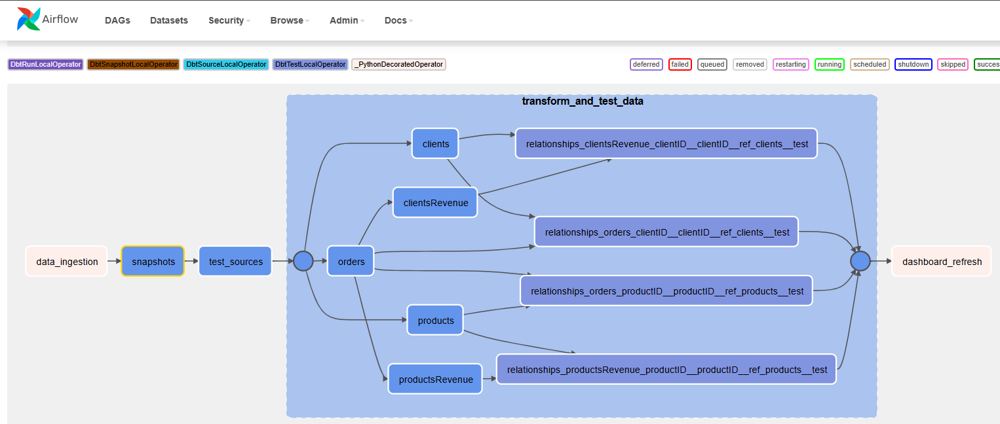 Airflow DAGs Datasets Security Browse Admin Docs
DbtRunLocalOperator DbtSnapshotLocalOperator DbtSourceLocalOperator DbtTestLocalOperator _PythonDecoratedOperator deferred failed queued removed restarting running scheduled shutdown skipped succes
transform_and_test_data
clients relationships_clientsRevenue_clientID__clientID__ref_clients__test
clientsRevenue
relationships_orders_clientID__clientID__ref_clients__test
data_ingestion snapshots test_sources orders dashboard_refresh
relationships_orders_productID__productID__ref_products__test
products
relationships_productsRevenue_productID__productID__ref_products__test
productsRevenue